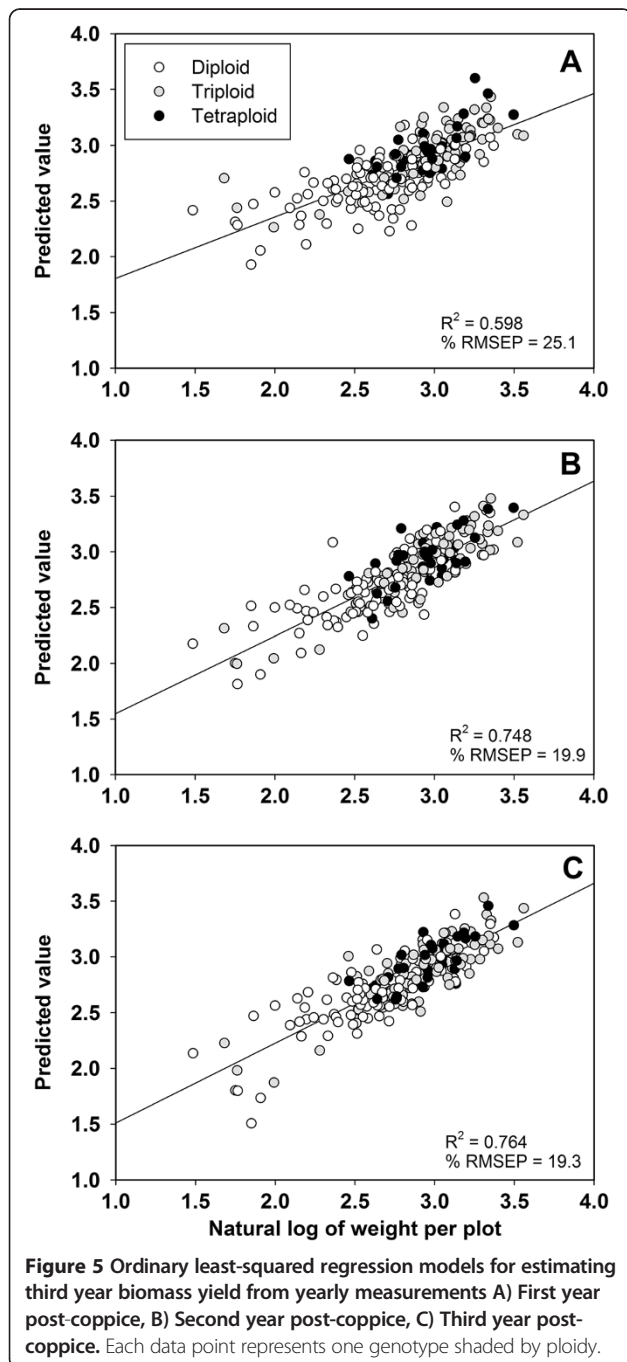 4.0
3.5
3.0
2.5
2.0
1.5
1.0
Predicted value
Diploid
Triploid
Tetraploid
A
R² = 0.598
% RMSEP = 25.1
1.0 1.5 2.0 2.5 3.0 3.5 4.0
4.0
3.5
3.0
2.5
2.0
1.5
1.0
Predicted value
B
R² = 0.748
% RMSEP = 19.9
1.0 1.5 2.0 2.5 3.0 3.5 4.0
4.0
3.5
3.0
2.5
2.0
1.5
1.0
Predicted value
C
R² = 0.764
% RMSEP = 19.3
1.0 1.5 2.0 2.5 3.0 3.5 4.0
Natural log of weight per plot
Figure 5 Ordinary least-squared regression models for estimating
third year biomass yield from yearly measurements A) First year
post-coppice, B) Second year post-coppice, C) Third year post-
coppice. Each data point represents one genotype shaded by ploidy.